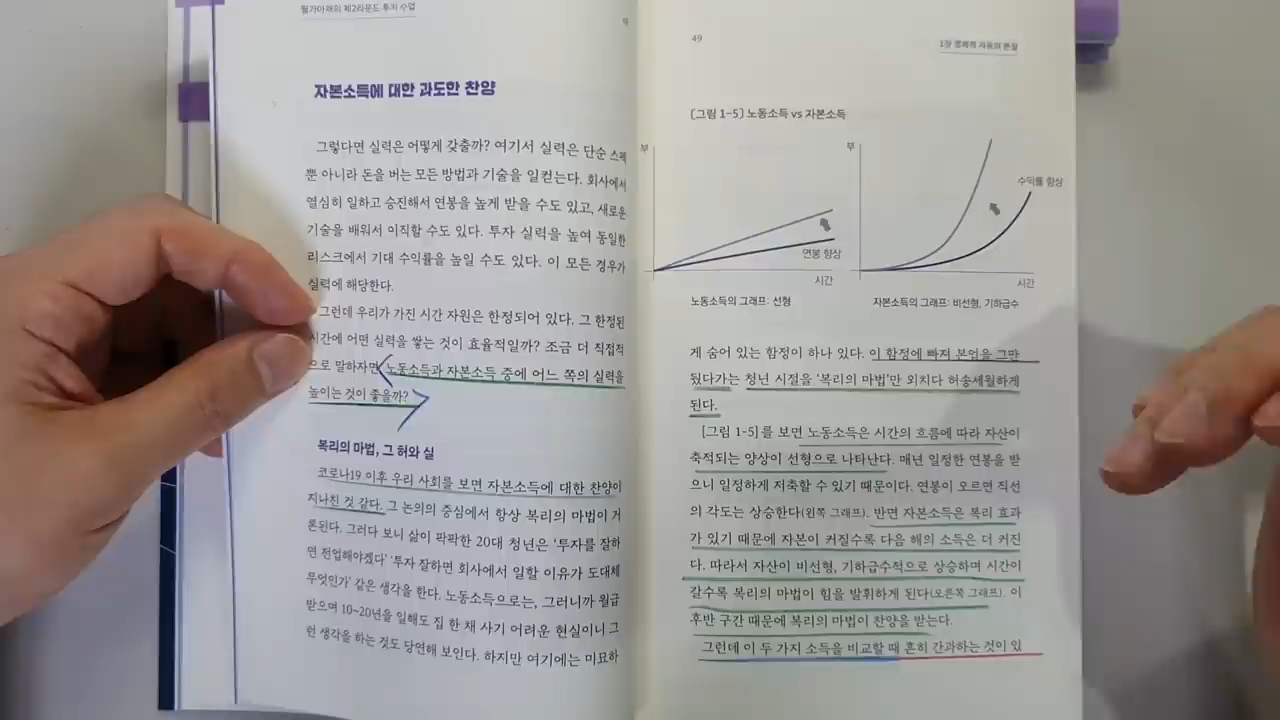 월가아재의 제2라운드 투자 수업
자본소득에 대한 과도한 찬양
그렇다면 실력은 어떻게 갖출까? 여기서 실력은 단순 스펙
뿐 아니라 돈을 버는 모든 방법과 기술을 일컫는다. 회사에서
열심히 일하고 승진해서 연봉을 높게 받을 수도 있고, 새로운
기술을 배워서 이직할 수도 있다. 투자 실력을 높여 동일한
리스크에서 기대 수익률을 높일 수도 있다. 이 모든 경우가
실력에 해당한다.
그런데 우리가 가진 시간 자원은 한정되어 있다. 그 한정된
시간에 어떤 실력을 쌓는 것이 효율적일까? 조금 더 직접적
으로 말하자면 노동소득과 자본소득 중에 어느 쪽의 실력을
높이는 것이 좋을까?
복리의 마법, 그 허와 실
코로나19 이후 우리 사회를 보면 자본소득에 대한 찬양이
지나친 것 같다. 그 논의의 중심에서 항상 복리의 마법이 거
론된다. 그러다 보니 삶이 팍팍한 20대 청년은 '투자를 잘하
면 전업해야겠다' '투자 잘하면 회사에서 일할 이유가 도대체
무엇인가' 같은 생각을 한다. 노동소득으로는, 그러니까 월급
받으며 10~20년을 일해도 집 한 채 사기 어려운 현실이니 그
런 생각을 하는 것도 당연해 보인다. 하지만 여기에는 미묘하
49
1장 경제적 자유의 본질
[그림 1-5] 노동소득 vs 자본소득
부
연봉 향상
시간
노동소득의 그래프: 선형
부
수익률 향상
시간
자본소득의 그래프: 비선형, 기하급수
게 숨어 있는 함정이 하나 있다. 이 함정에 빠져 본업을 그만
뒀다가는 청년 시절을 '복리의 마법'만 외치다 허송세월하게
된다.
[그림 1-5]를 보면 노동소득은 시간의 흐름에 따라 자산이
축적되는 양상이 선형으로 나타난다. 매년 일정한 연봉을 받
으니 일정하게 저축할 수 있기 때문이다. 연봉이 오르면 직선
의 각도는 상승한다(왼쪽 그래프). 반면 자본소득은 복리 효과
가 있기 때문에 자본이 커질수록 다음 해의 소득은 더 커진
다. 따라서 자산이 비선형, 기하급수적으로 상승하며 시간이
갈수록 복리의 마법이 힘을 발휘하게 된다(오른쪽 그래프). 이
후반 구간 때문에 복리의 마법이 찬양을 받는다.
그런데 이 두 가지 소득을 비교할 때 흔히 간과하는 것이 있